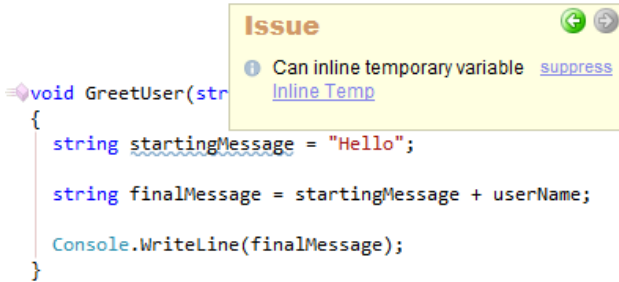 Issue
Can inline temporary variable suppress
Inline Temp
void GreetUser(str
{
string startingMessage = "Hello";
string finalMessage = startingMessage + userName;
Console.WriteLine(finalMessage);
}